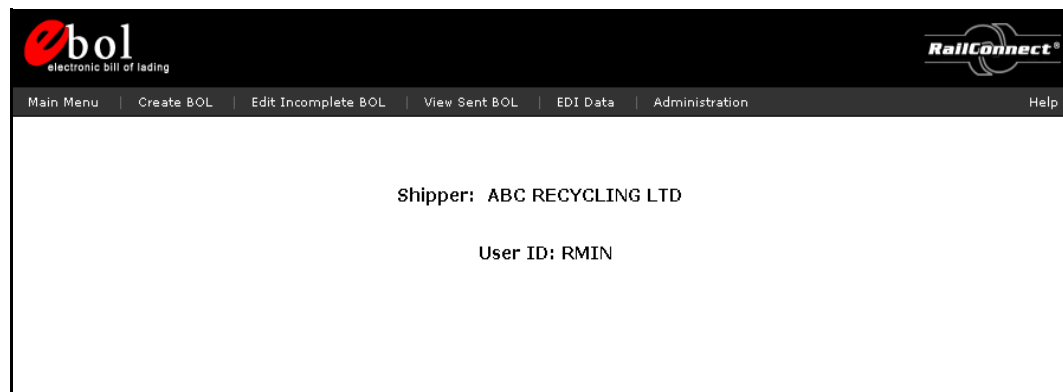 ebol
electronic bill of lading
RailConnect®
Main Menu | Create BOL | Edit Incomplete BOL | View Sent BOL | EDI Data | Administration Help
Shipper: ABC RECYCLING LTD
User ID: RMIN